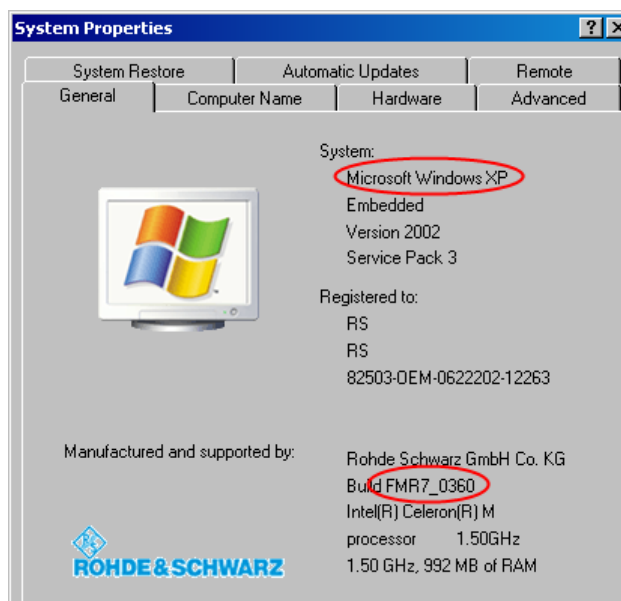 System Properties
System Restore
Automatic Updates
Remote
General
Computer Name
Hardware
Advanced
System:
Microsoft Windows XP
Embedded
Version 2002
Service Pack 3
Registered to:
RS
RS
82503-OEM-0622202-12263
Manufactured and supported by:
Rohde Schwarz GmbH Co. KG
Build FMR7_0360
Intel(R) Celeron(R) M
processor 1.50GHz
1.50 GHz, 992 MB of RAM
ROHDE & SCHWARZ